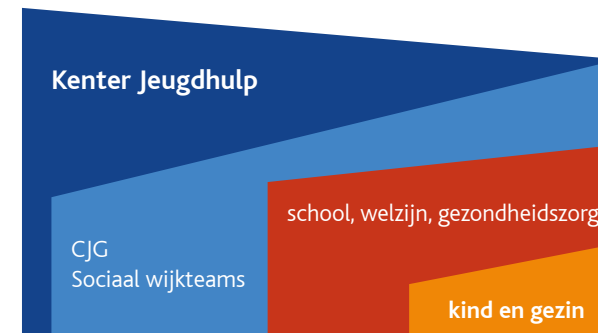 Kenter Jeugdhulp
school, welzijn, gezondheidszorg
CJG
Sociaal wijkteams
kind en gezin